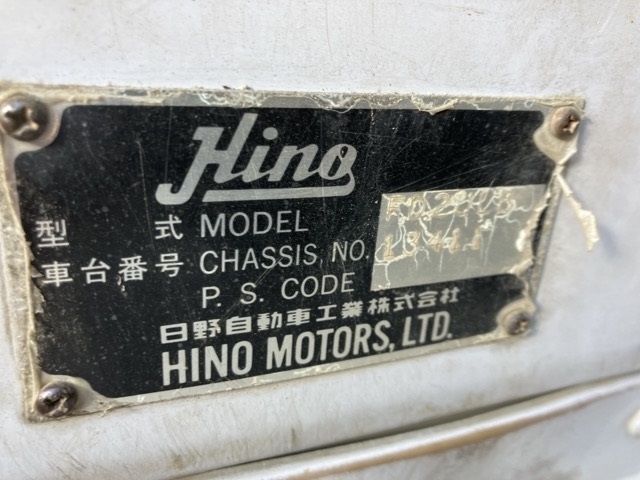 Hino
型 式 MODEL
車台番号 CHASSIS NO.
P. S. CODE
日野自動車工業株式会社
HINO MOTORS, LTD.